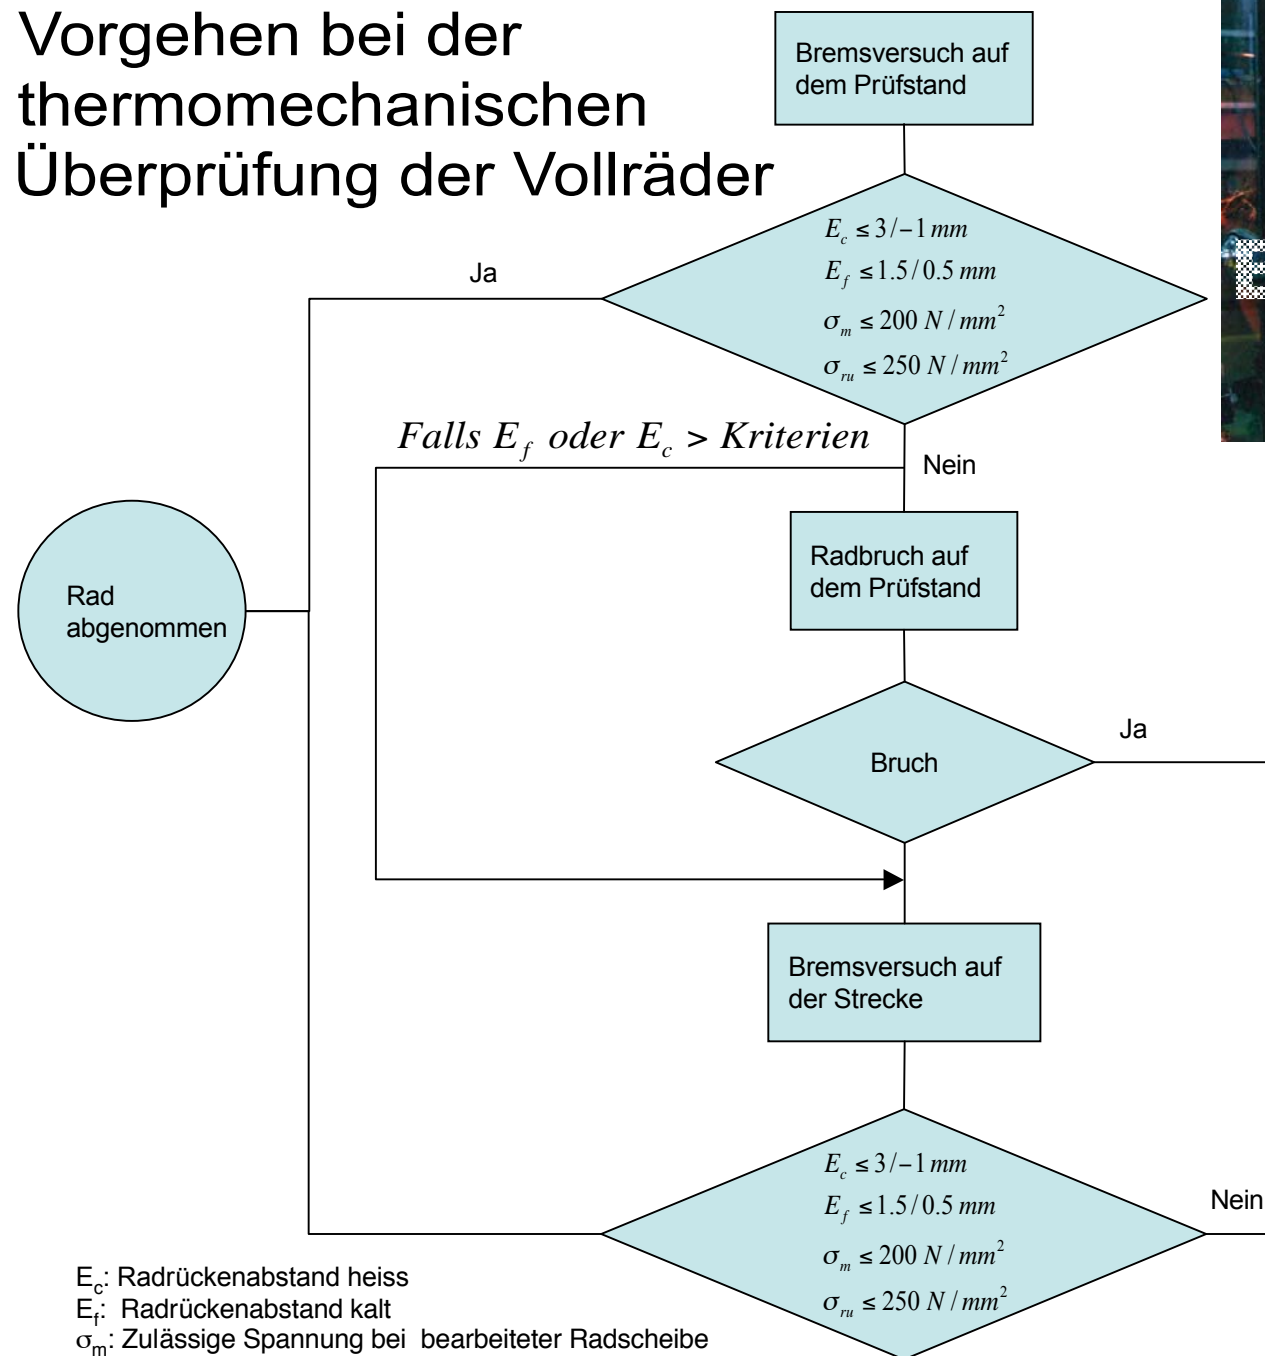 Vorgehen bei der
thermomechanischen
Überprüfung der Vollräder
Bremsversuch auf
dem Prüfstand
E_c ≤ 3/−1 mm
E_f ≤ 1.5/0.5 mm
σ_m ≤ 200 N/mm²
σ_ru ≤ 250 N/mm²
Ja
Falls E_f oder E_c > Kriterien
Nein
Radbruch auf
dem Prüfstand
Rad
abgenommen
Bruch
Ja
Bremsversuch auf
der Strecke
E_c ≤ 3/−1 mm
E_f ≤ 1.5/0.5 mm
σ_m ≤ 200 N/mm²
σ_ru ≤ 250 N/mm²
Nein
E_c: Radrückenabstand heiss
E_f: Radrückenabstand kalt
σ_m: Zulässige Spannung bei bearbeiteter Radscheibe